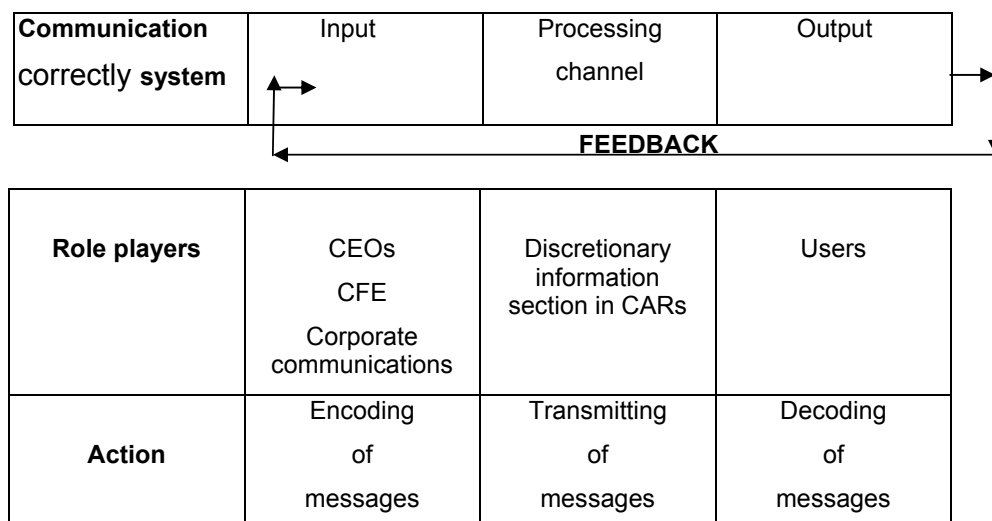 Communication Input Processing Output
correctly system channel
FEEDBACK
Role players CEOs Discretionary Users
information
CFE section in CARs
Corporate
communications
Encoding Transmitting Decoding
Action of of of
messages messages messages